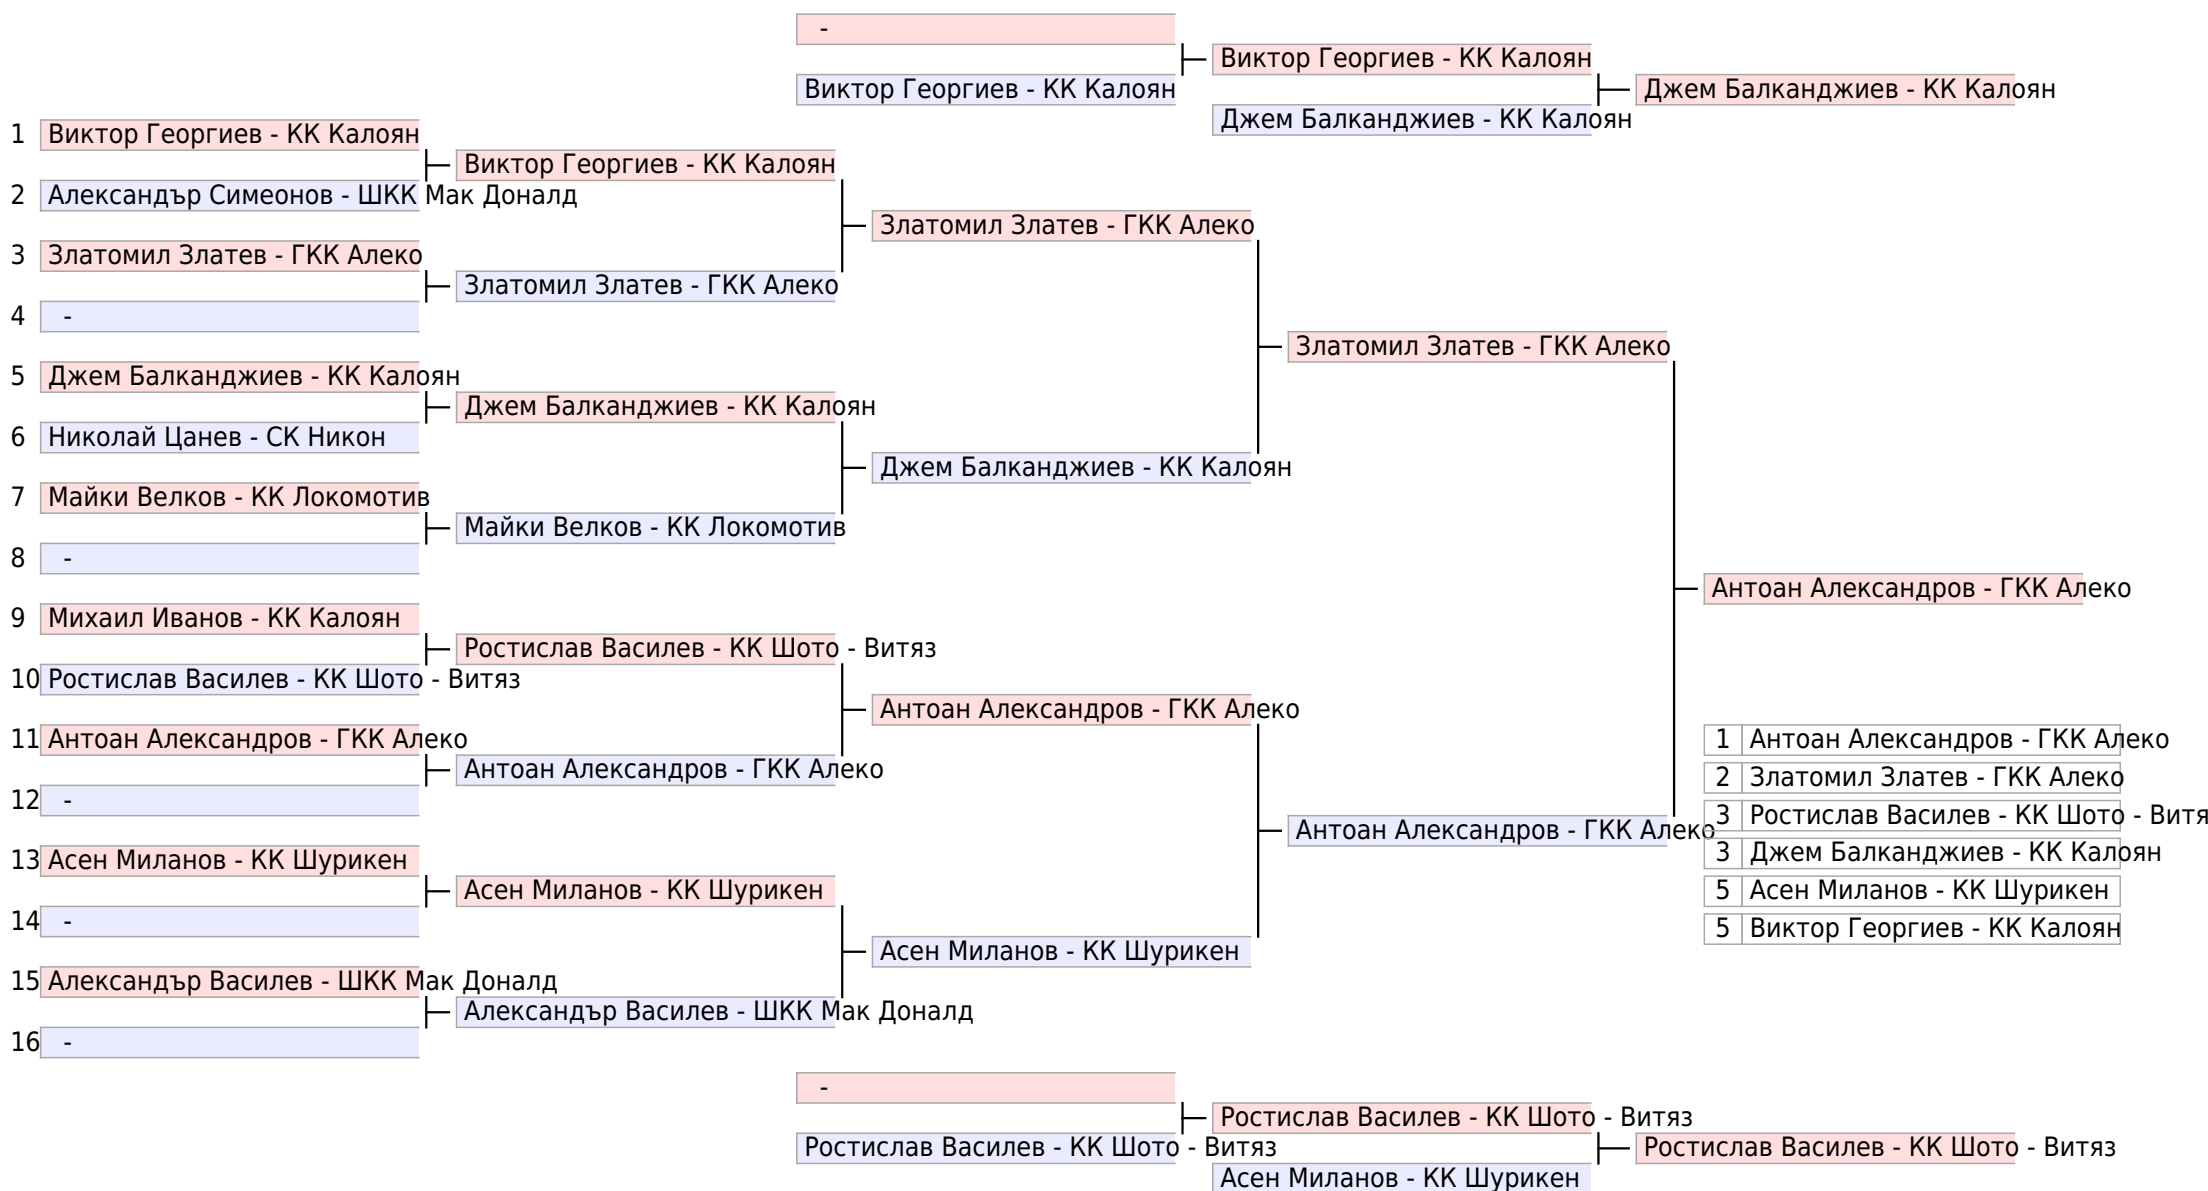 -
Виктор Георгиев - КК Калоян
Виктор Георгиев - КК Калоян
Джем Балканджиев - КК Калоян
Джем Балканджиев - КК Калоян
1 Виктор Георгиев - КК Калоян
Виктор Георгиев - КК Калоян
2 Александър Симеонов - ШКК Мак Доналд
Златомил Златев - ГКК Алеко
3 Златомил Златев - ГКК Алеко
Златомил Златев - ГКК Алеко
4 -
Златомил Златев - ГКК Алеко
5 Джем Балканджиев - КК Калоян
Джем Балканджиев - КК Калоян
6 Николай Цанев - СК Никон
Джем Балканджиев - КК Калоян
7 Майки Велков - КК Локомотив
Майки Велков - КК Локомотив
8 -
Антоан Александров - ГКК Алеко
9 Михаил Иванов - КК Калоян
Ростислав Василев - КК Шото - Витяз
10 Ростислав Василев - КК Шото - Витяз
Антоан Александров - ГКК Алеко
11 Антоан Александров - ГКК Алеко
Антоан Александров - ГКК Алеко
12 -
Антоан Александров - ГКК Алеко
13 Асен Миланов - КК Шурикен
Асен Миланов - КК Шурикен
14 -
Асен Миланов - КК Шурикен
15 Александър Василев - ШКК Мак Доналд
Александър Василев - ШКК Мак Доналд
16 -
1 Антоан Александров - ГКК Алеко
2 Златомил Златев - ГКК Алеко
3 Ростислав Василев - КК Шото - Витя
3 Джем Балканджиев - КК Калоян
5 Асен Миланов - КК Шурикен
5 Виктор Георгиев - КК Калоян
-
Ростислав Василев - КК Шото - Витяз
Ростислав Василев - КК Шото - Витяз
Ростислав Василев - КК Шото - Витяз
Асен Миланов - КК Шурикен